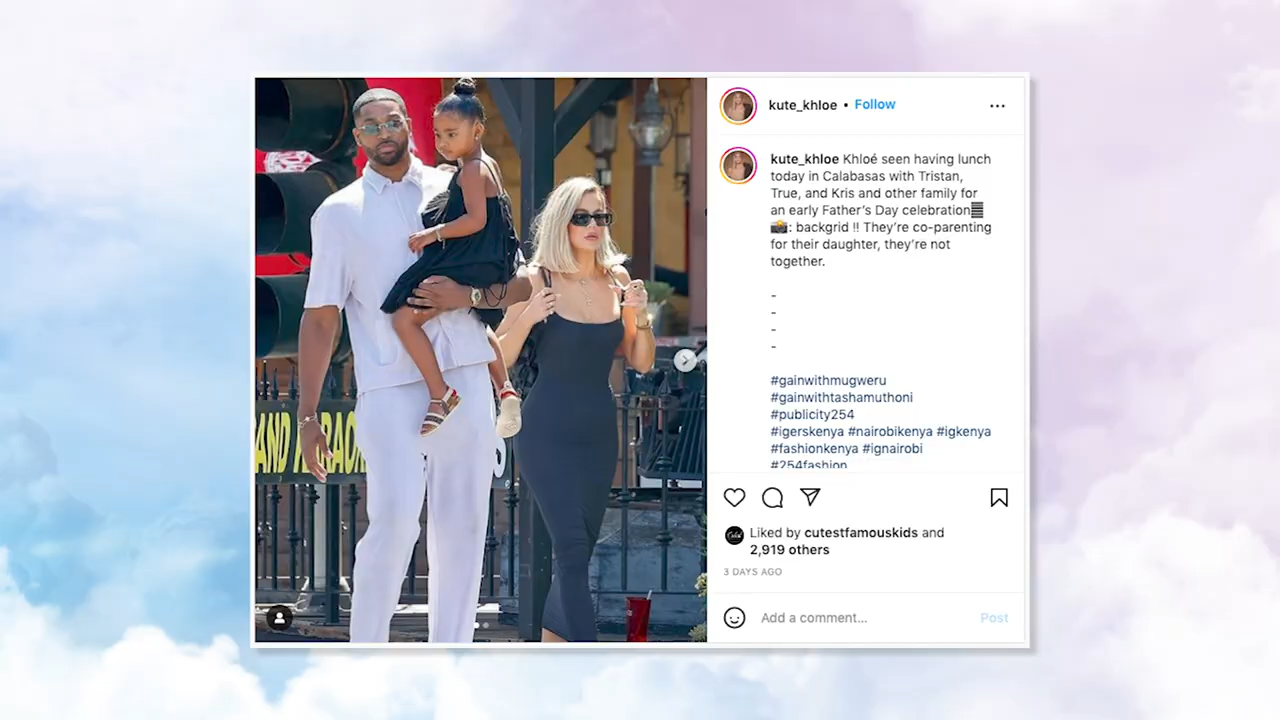 AND KARAOK
S
kute_khloe • Follow
kute_khloe Khloé seen having lunch
today in Calabasas with Tristan,
True, and Kris and other family for
an early Father's Day celebration
📸: backgrid ‼️ They're co-parenting
for their daughter, they're not
together.
-
-
-
-
#gainwithmugweru
#gainwithtashamuthoni
#publicity254
#igerskenya #nairobikenya #igkenya
#fashionkenya #ignairobi
#254fashion
Liked by cutestfamouskids and
2,919 others
3 DAYS AGO
Add a comment...
Post